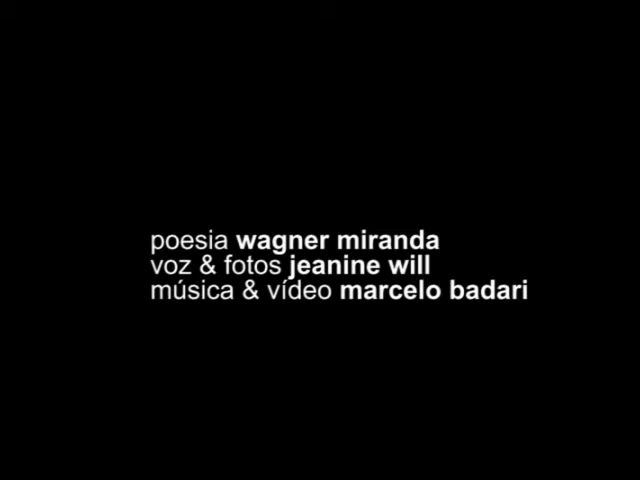 poesia wagner miranda
voz & fotos jeanine will
música & vídeo marcelo badari